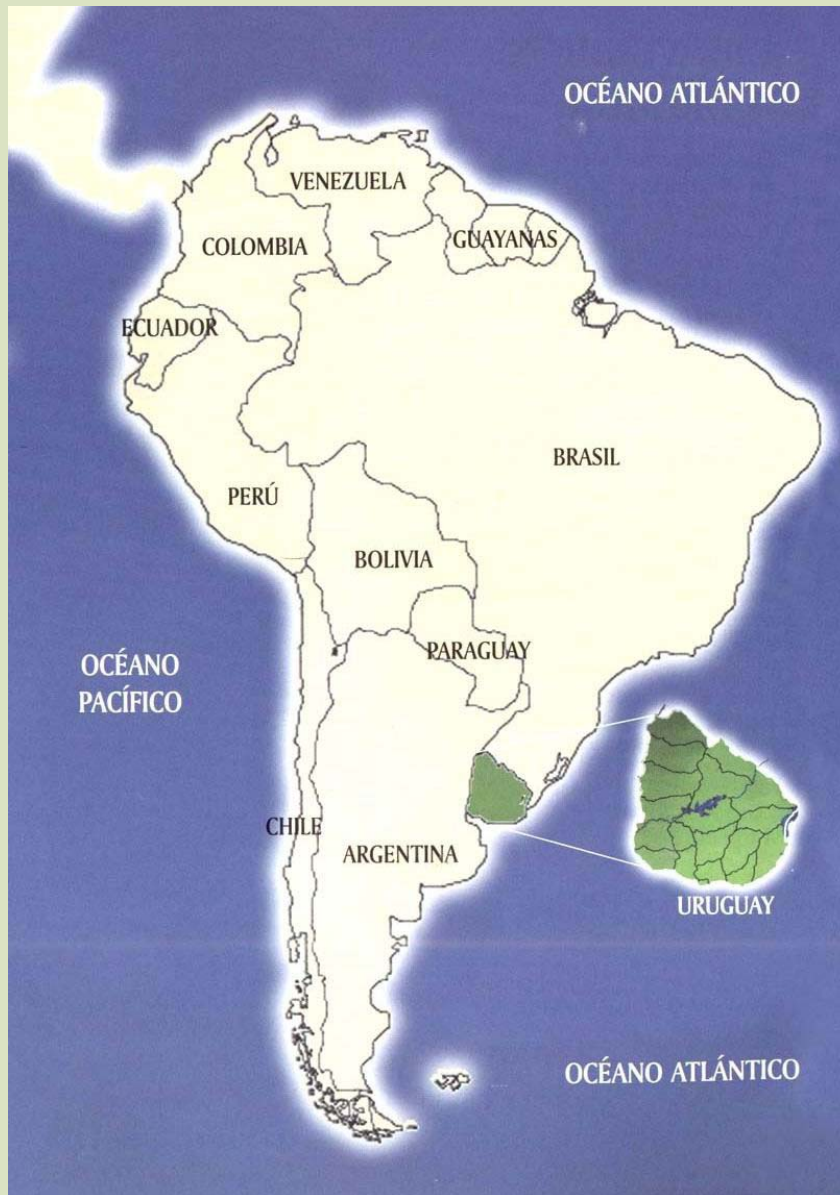 OCÉANO ATLÁNTICO
VENEZUELA
COLOMBIA
GUAYANAS
ECUADOR
BRASIL
PERÚ
BOLIVIA
PARAGUAY
OCÉANO
PACÍFICO
CHILE
ARGENTINA
URUGUAY
OCÉANO ATLÁNTICO